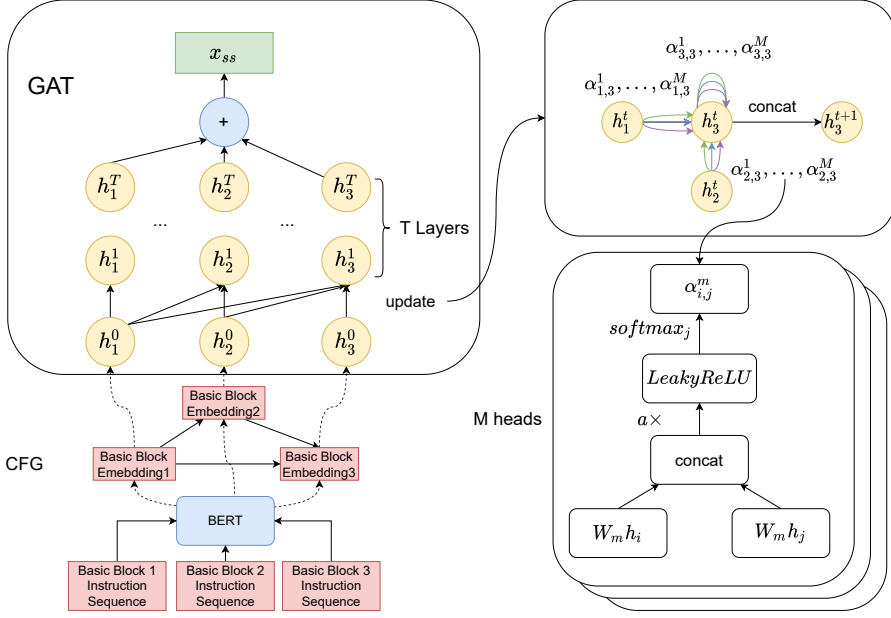 x_{ss}
GAT
+
h_1^T
h_2^T
h_3^T
...
...
T Layers
h_1^1
h_2^1
h_3^1
update
h_1^0
h_2^0
h_3^0
Basic Block
Embedding2
CFG
Basic Block
Emebdding1
Basic Block
Embedding3
BERT
Basic Block 1
Instruction
Sequence
Basic Block 2
Instruction
Sequence
Basic Block 3
Instruction
Sequence
α_{3,3}^1, . . . , α_{3,3}^M
α_{1,3}^1, . . . , α_{1,3}^M
h_1^t
h_3^t
concat
h_3^{t+1}
α_{2,3}^1, . . . , α_{2,3}^M
h_2^t
α_{i,j}^m
softmax_j
LeakyReLU
M heads
a×
concat
W_m h_i
W_m h_j